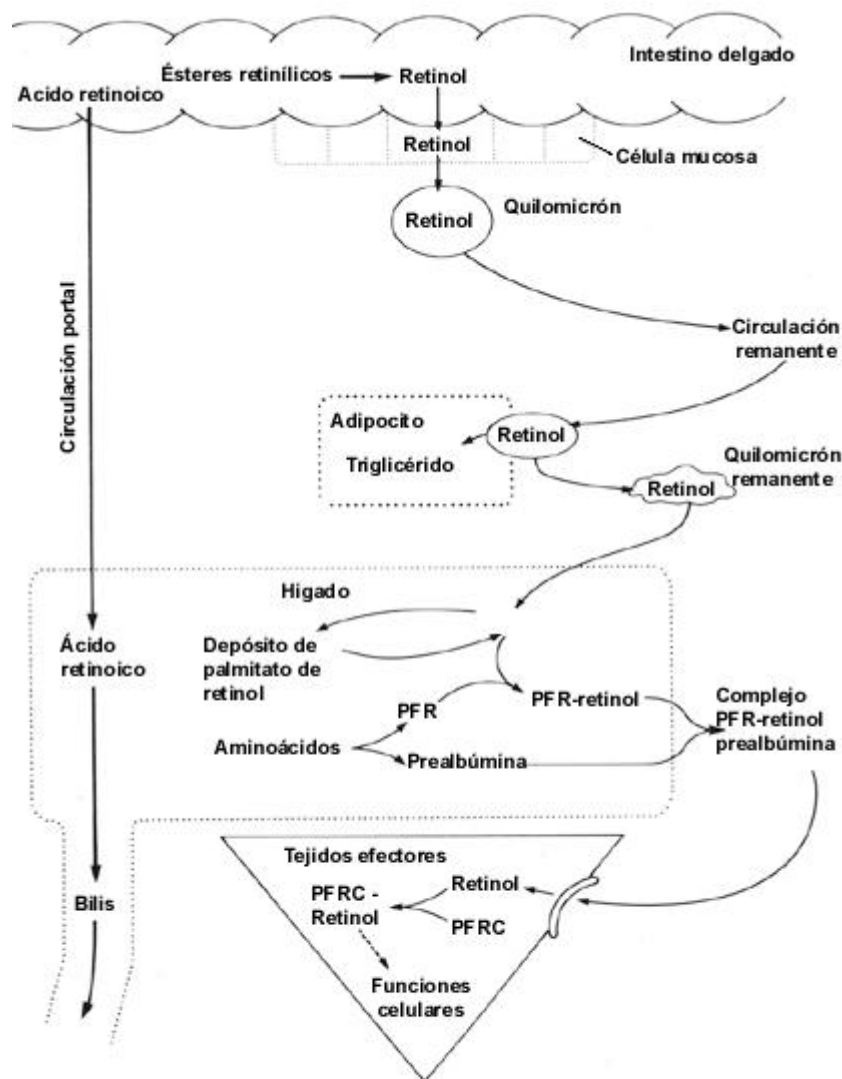 Intestino delgado
Ésteres retinílicos
Retinol
Acido retinoico
Retinol
Célula mucosa
Retinol
Quilomicrón
Circulación portal
Circulación
remanente
Adipocito
Retinol
Triglicérido
Quilomicrón
remanente
Retinol
Higado
Ácido
retinoico
Depósito de
palmitato de
retinol
PFR
PFR-retinol
Complejo
PFR-retinol
prealbúmina
Aminoácidos
Prealbúmina
Tejidos efectores
Retinol
PFRC -
Retinol
PFRC
Bilis
Funciones
celulares